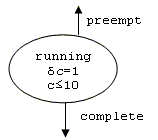 preempt
running
δc=1
c≤10
complete